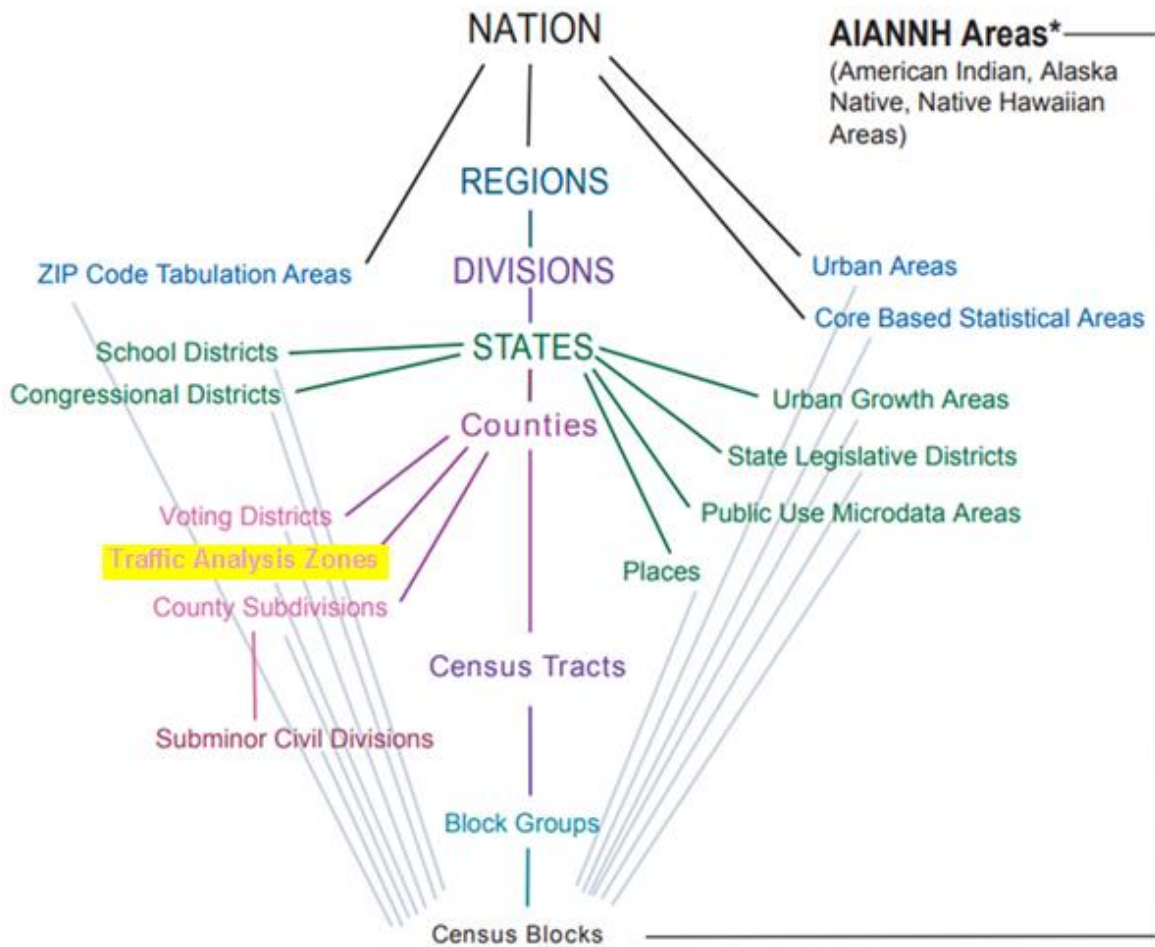 NATION
AIANNH Areas*
(American Indian, Alaska
Native, Native Hawaiian
Areas)
REGIONS
ZIP Code Tabulation Areas
DIVISIONS
Urban Areas
Core Based Statistical Areas
School Districts
STATES
Congressional Districts
Urban Growth Areas
Counties
State Legislative Districts
Voting Districts
Public Use Microdata Areas
Traffic Analysis Zones
Places
County Subdivisions
Census Tracts
Subminor Civil Divisions
Block Groups
Census Blocks